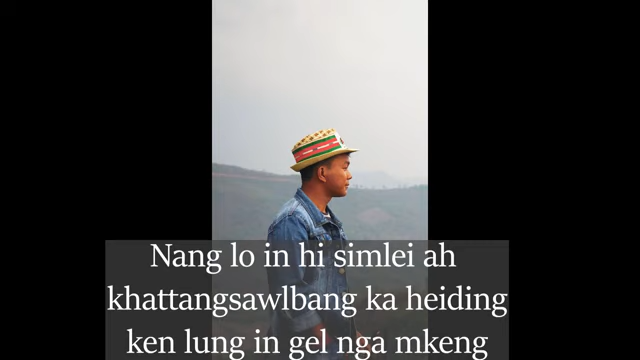 Nang lo in hi simlei ah
khattangsawlbang ka heiding
ken lung in gel nga mkeng